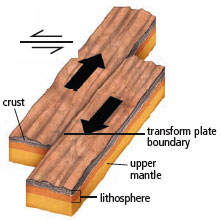 crust
transform plate
boundary
upper
mantle
lithosphere